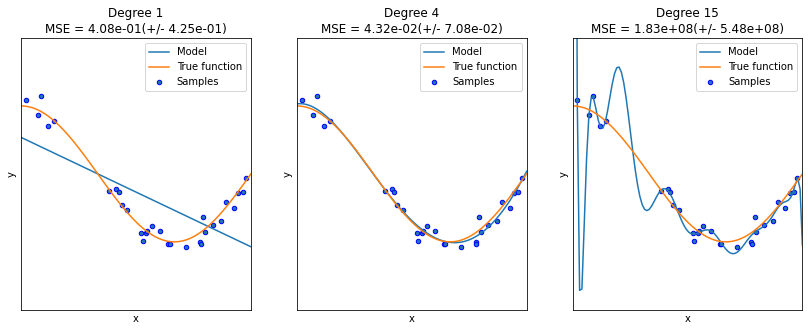 Degree 1
MSE = 4.08e-01(+/- 4.25e-01)
Model
True function
Samples
y
x
Degree 4
MSE = 4.32e-02(+/- 7.08e-02)
Model
True function
Samples
y
x
Degree 15
MSE = 1.83e+08(+/- 5.48e+08)
Model
True function
Samples
y
x